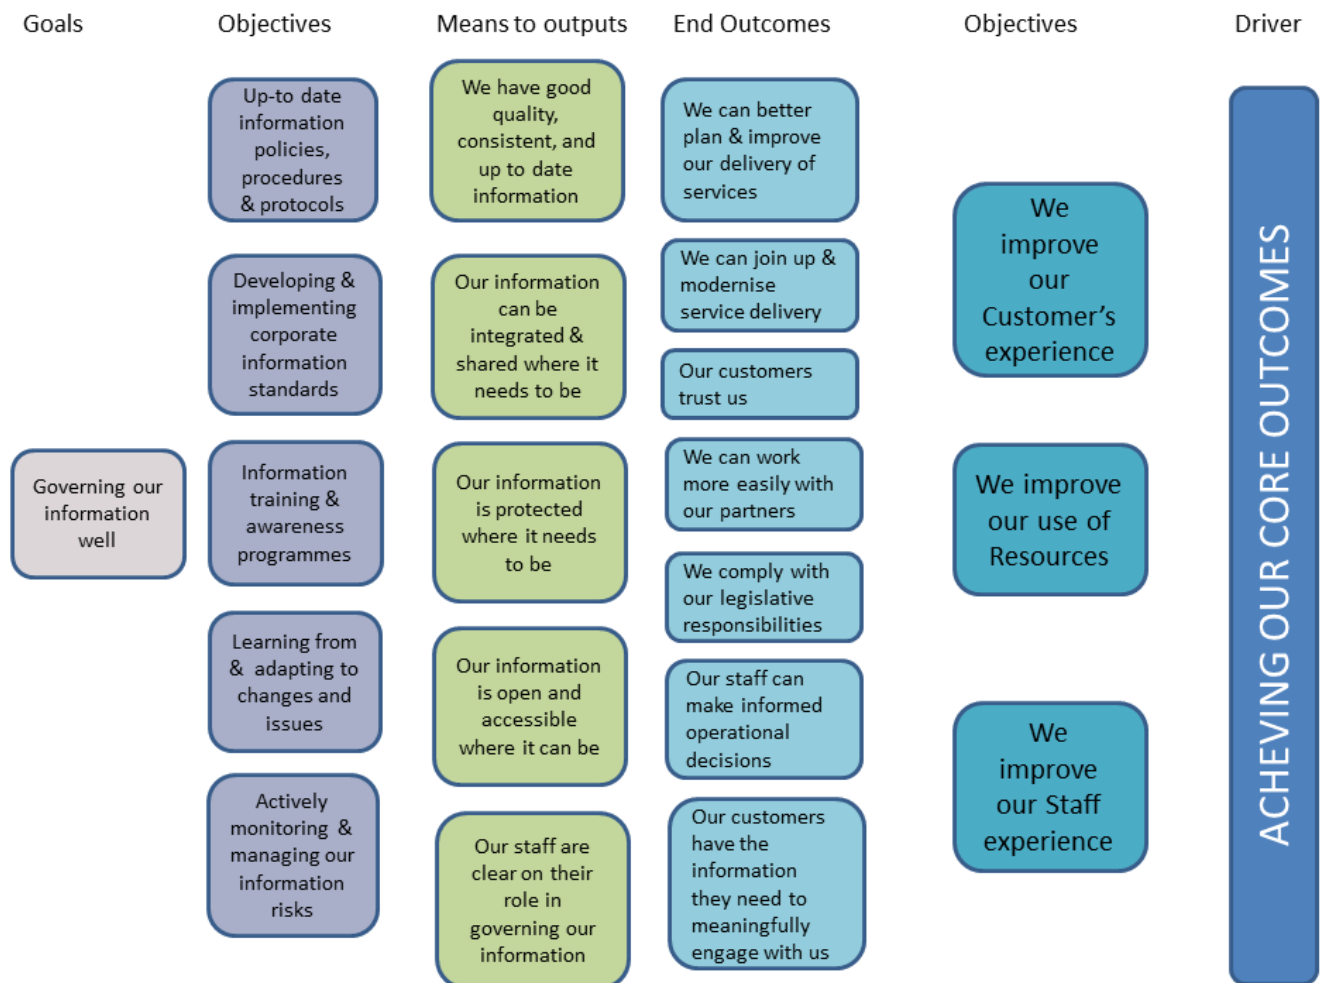 Goals
Objectives
Means to outputs
End Outcomes
Objectives
Driver
Governing our
information
well
Up-to date
information
policies,
procedures
& protocols
Developing &
implementing
corporate
information
standards
Information
training &
awareness
programmes
Learning from
& adapting to
changes and
issues
Actively
monitoring &
managing our
information
risks
We have good
quality,
consistent, and
up to date
information
Our information
can be
integrated &
shared where it
needs to be
Our information
is protected
where it needs
to be
Our information
is open and
accessible
where it can be
Our staff are
clear on their
role in
governing our
information
We can better
plan & improve
our delivery of
services
We can join up &
modernise
service delivery
Our customers
trust us
We can work
more easily with
our partners
We comply with
our legislative
responsibilities
Our staff can
make informed
operational
decisions
Our customers
have the
information
they need to
meaningfully
engage with us
We
improve
our
Customer’s
experience
We improve
our use of
Resources
We
improve
our Staff
experience
ACHEVING OUR CORE OUTCOMES